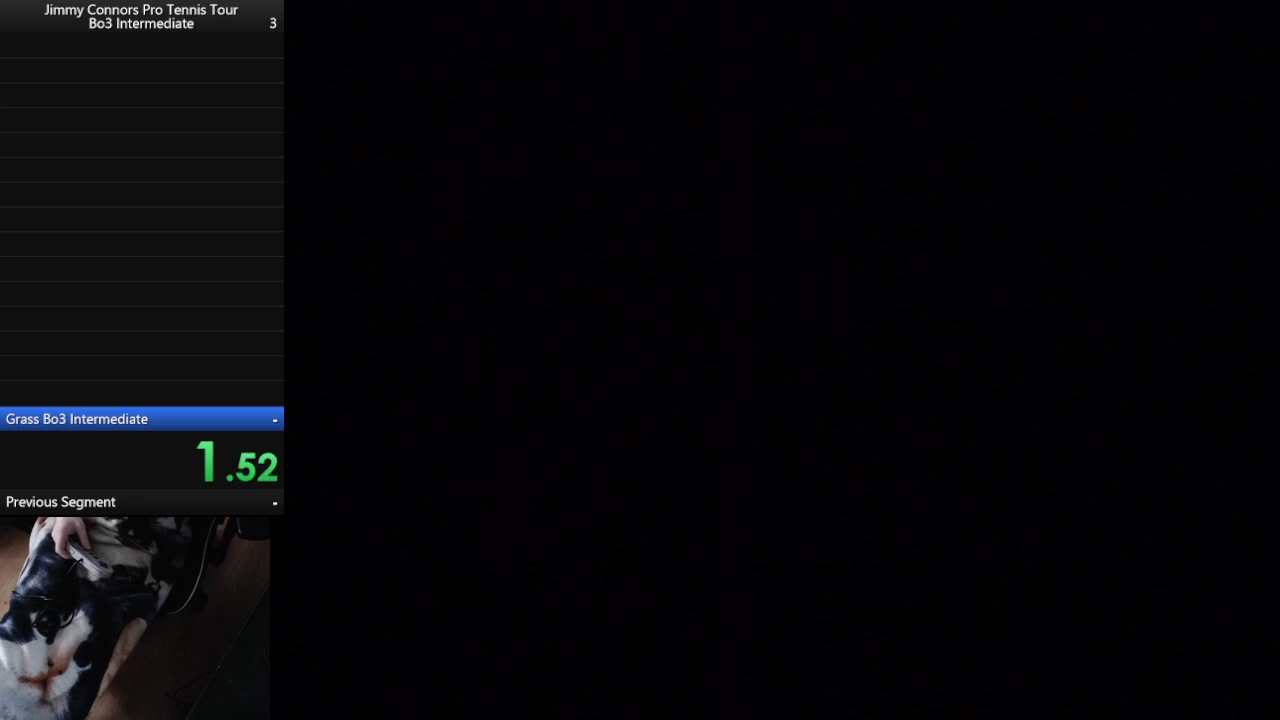 Jimmy Connors Pro Tennis Tour
Bo3 Intermediate 3
Grass Bo3 Intermediate -
1.52
Previous Segment -